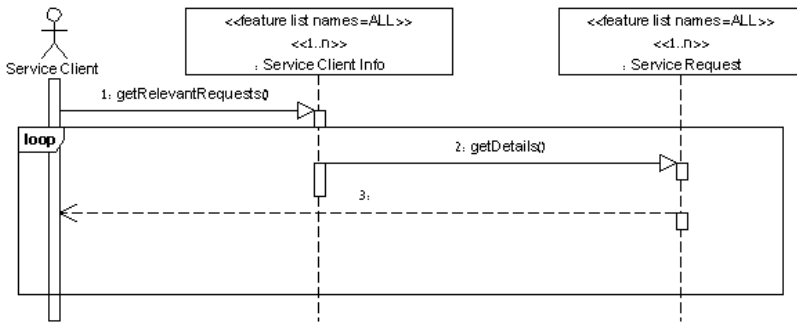 <<feature list names=ALL>>
<<1..n>>
: Service Client Info
<<feature list names=ALL>>
<<1..n>>
: Service Request
Service Client
1: getRelevantRequests()
loop
2: getDetails()
3: